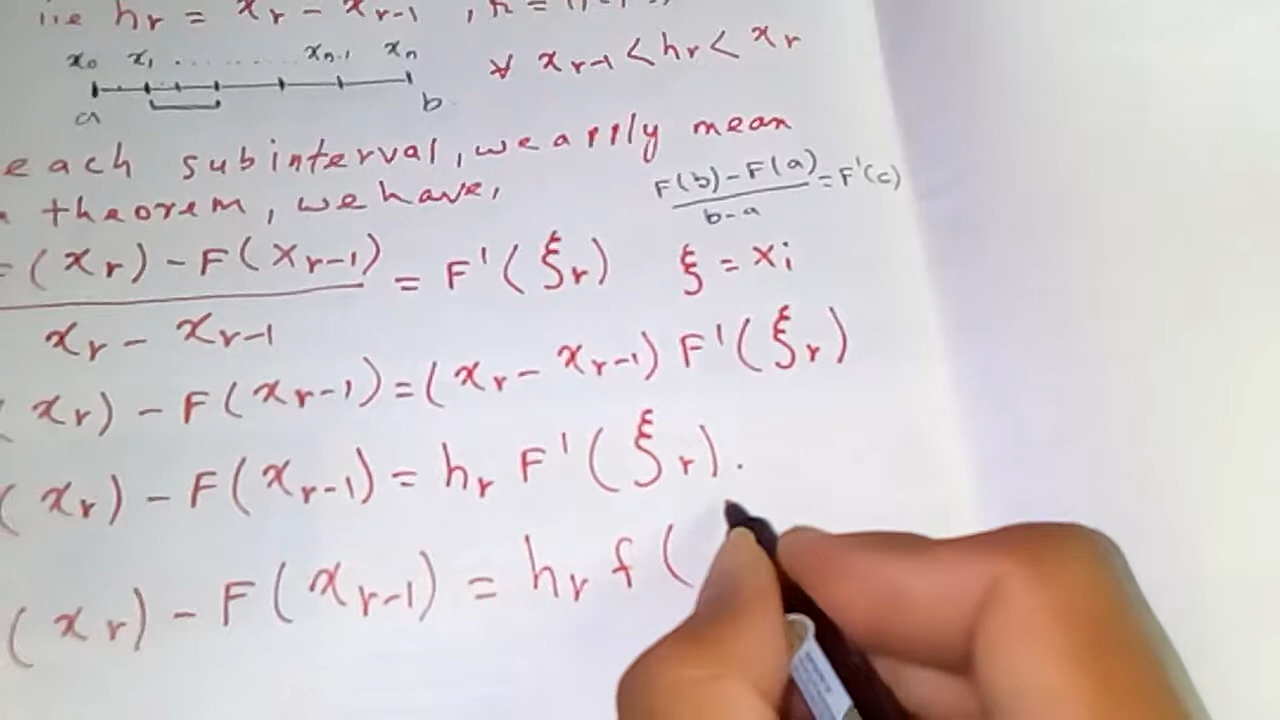 i.e hr = xr - xr-1
x0 x1 ........ xn-1 xn
∀ xr-1 < hr < xr
a b
each subinterval, we apply mean
theorem, we have,
F(b) - F(a) / b-a = F'(c)
(xr) - F(xr-1) / xr - xr-1 = F'(ξr)
ξ = xi
(xr) - F(xr-1) = (xr - xr-1) F'(ξr)
(xr) - F(xr-1) = hr F'(ξr).
(xr) - F(xr-1) = hr f(